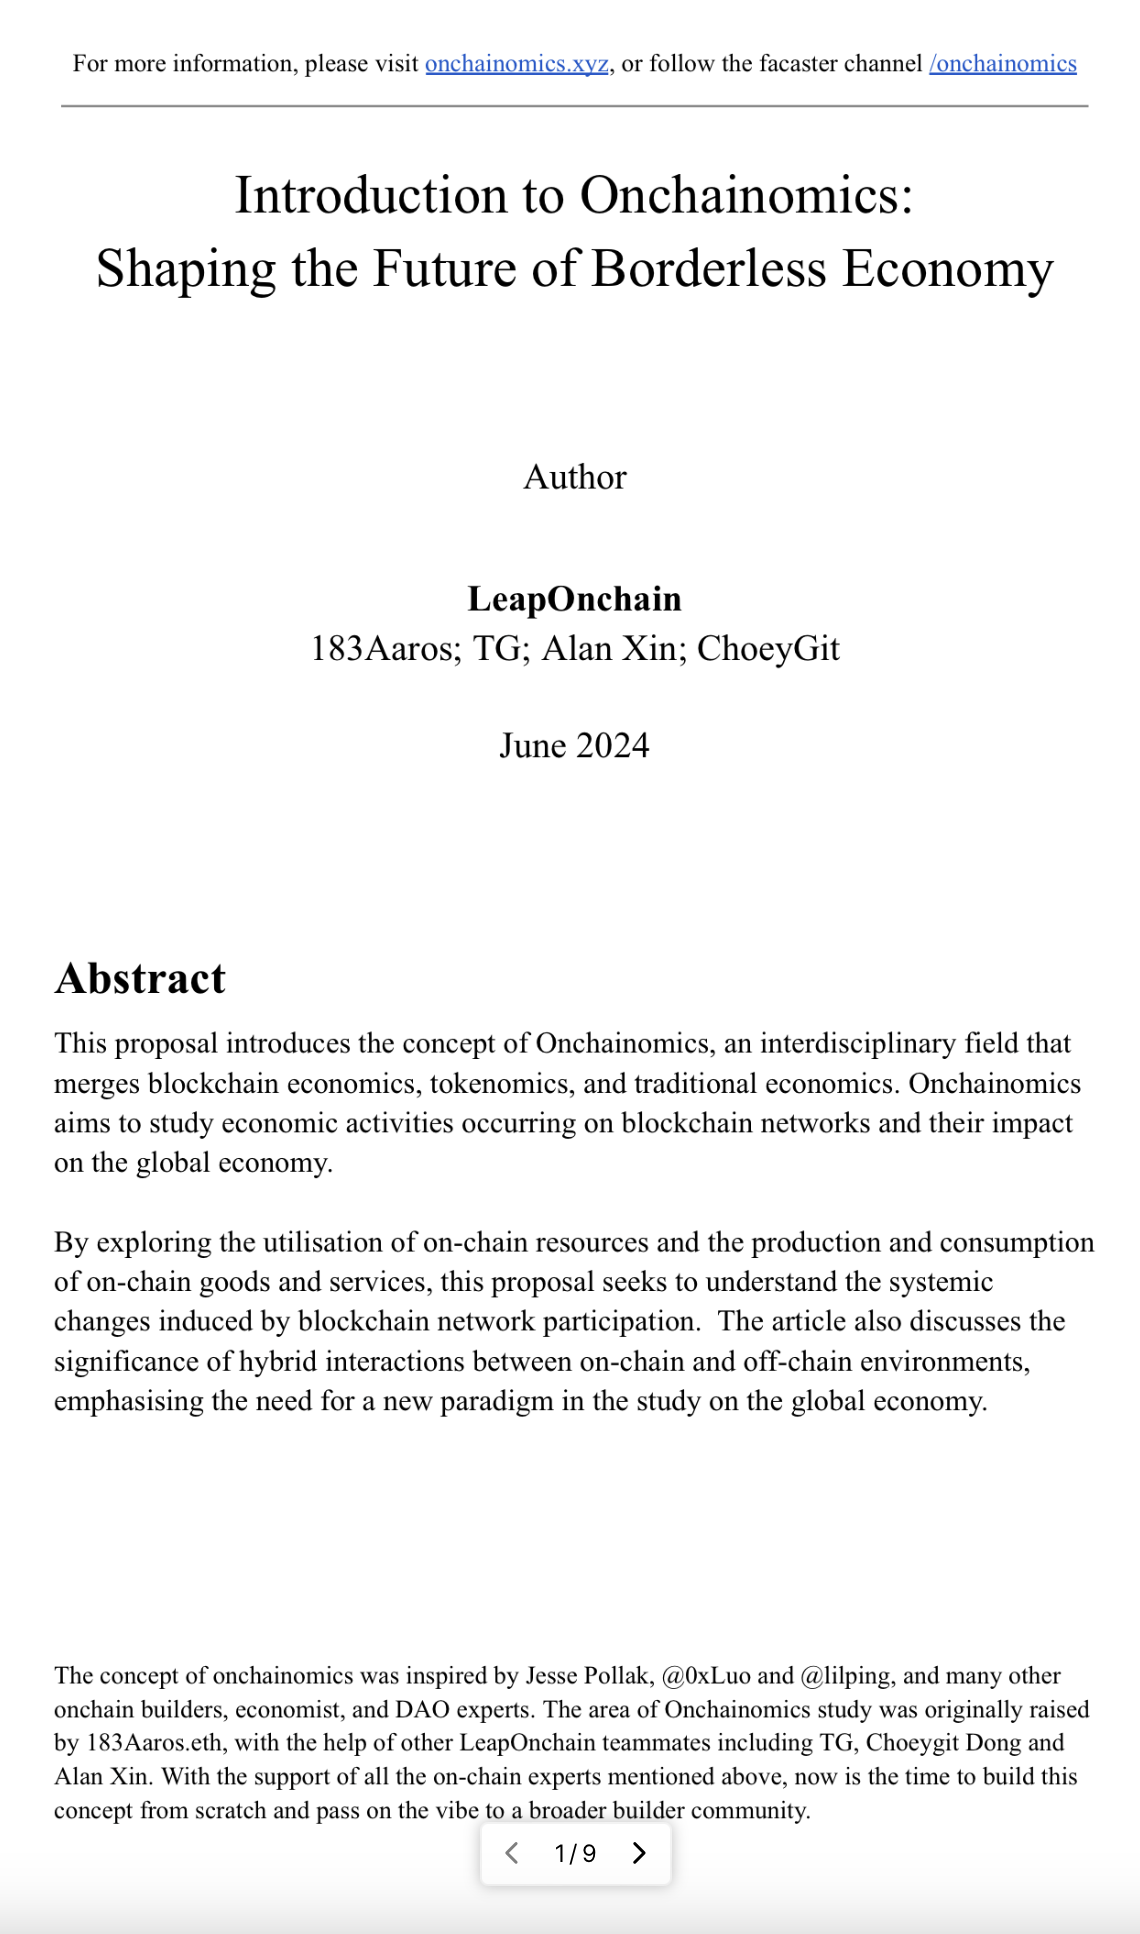 For more information, please visit onchainomics.xyz, or follow the facaster channel /onchainomics
Introduction to Onchainomics:
Shaping the Future of Borderless Economy
Author
LeapOnchain
183Aaros; TG; Alan Xin; ChoeyGit
June 2024
Abstract
This proposal introduces the concept of Onchainomics, an interdisciplinary field that
merges blockchain economics, tokenomics, and traditional economics. Onchainomics
aims to study economic activities occurring on blockchain networks and their impact
on the global economy.
By exploring the utilisation of on-chain resources and the production and consumption
of on-chain goods and services, this proposal seeks to understand the systemic
changes induced by blockchain network participation.  The article also discusses the
significance of hybrid interactions between on-chain and off-chain environments,
emphasising the need for a new paradigm in the study on the global economy.
The concept of onchainomics was inspired by Jesse Pollak, @0xLuo and @lilping, and many other
onchain builders, economist, and DAO experts. The area of Onchainomics study was originally raised
by 183Aaros.eth, with the help of other LeapOnchain teammates including TG, Choeygit Dong and
Alan Xin. With the support of all the on-chain experts mentioned above, now is the time to build this
concept from scratch and pass on the vibe to a broader builder community.
1/9